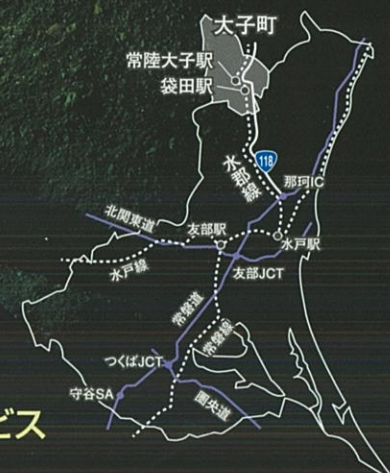 大子町
常陸大子駅
袋田駅
118
水郡線
那珂IC
北関東道
友部駅
水戸駅
水戸線
友部JCT
常磐道
常磐線
つくばJCT
守谷SA
圏央道
ビス